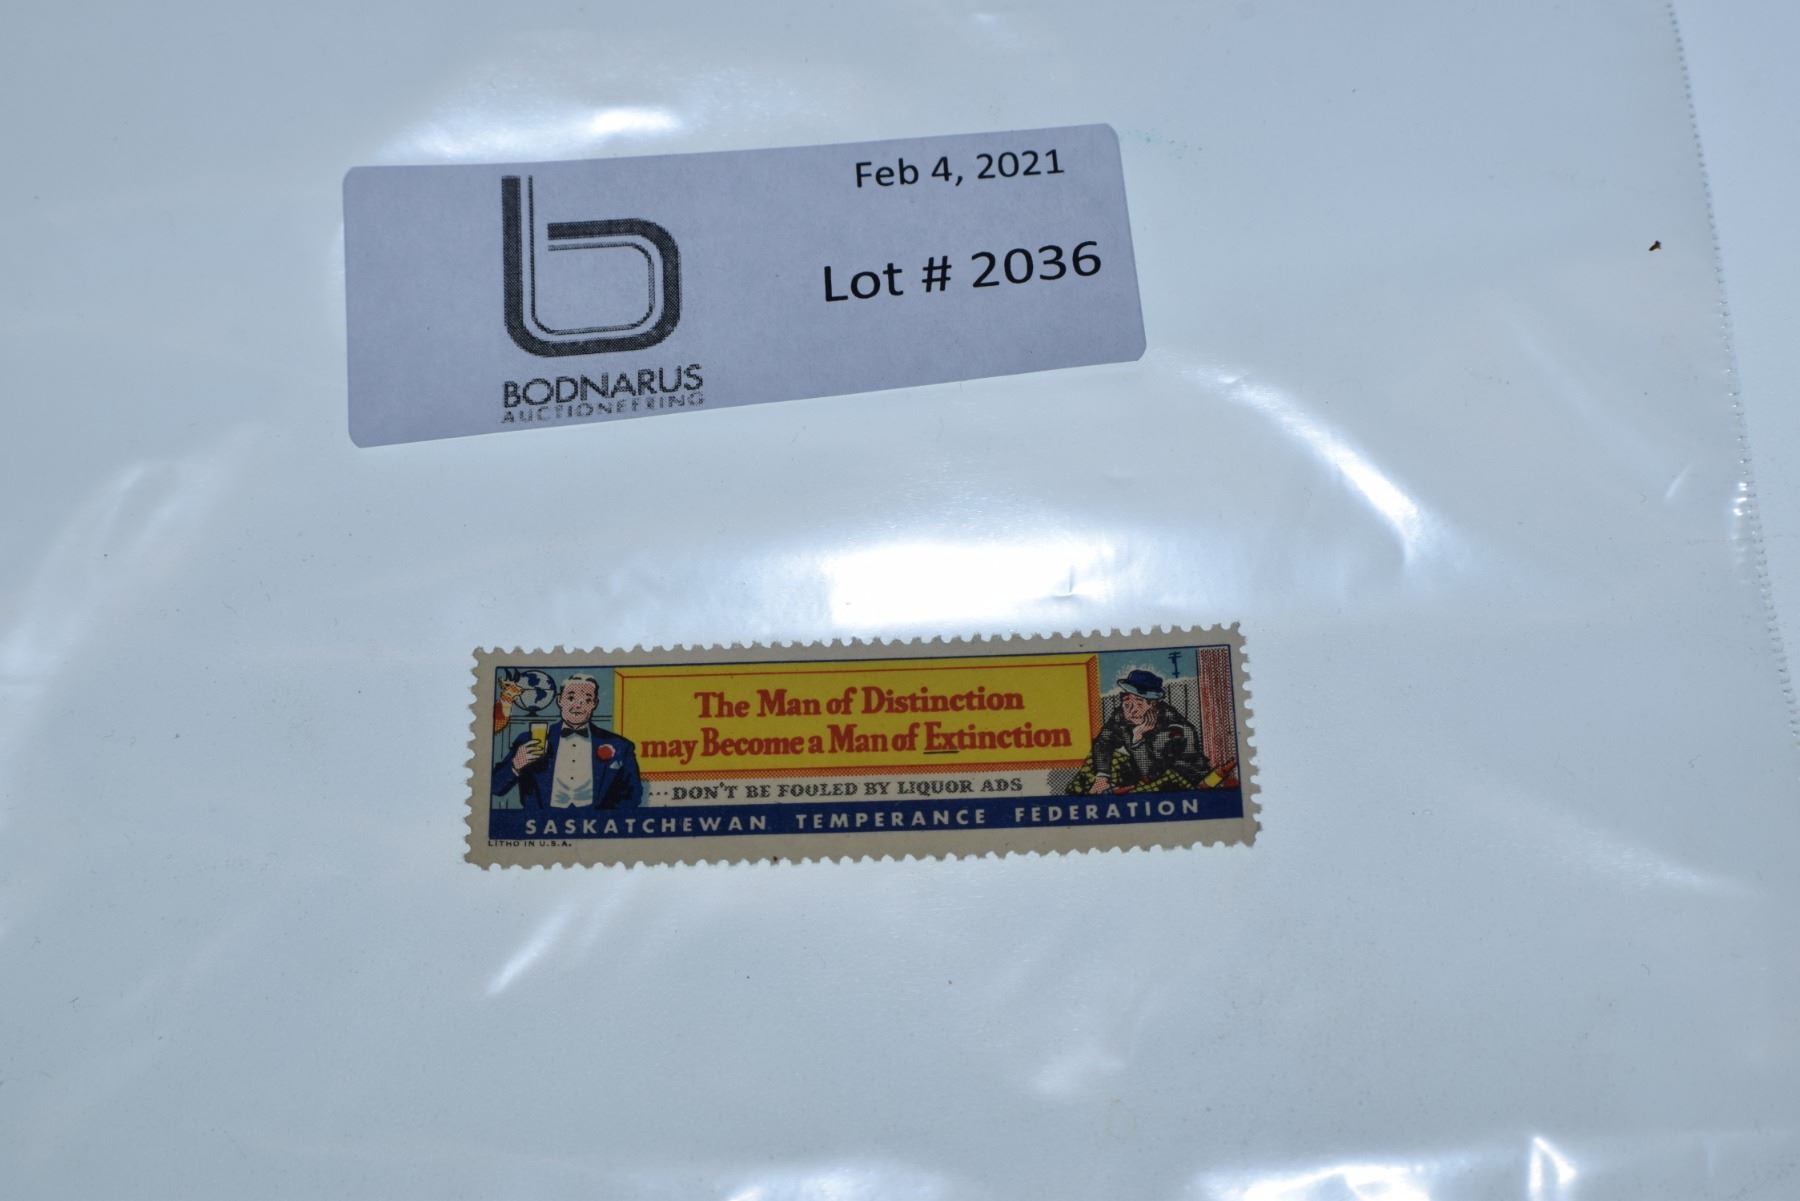 Feb 4, 2021
Lot # 2036
BODNARUS
AUCTIONEERING
The Man of Distinction
may Become a Man of Extinction
...DON'T BE FOULED BY LIQUOR ADS
SASKATCHEWAN TEMPERANCE FEDERATION
LITHO IN U.S.A.